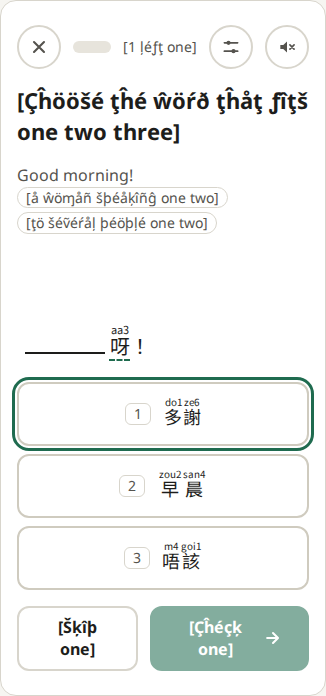 [1 ļéƒţ one]
[Çĥööšé ţĥé ŵöŕð ţĥåţ ƒîţš
one two three]
Good morning!
[å ŵöɱåñ šþéåķîñĝ one two]
[ţö šéṽéŕåļ þéöþļé one two]
aa3
呀！
do1 ze6
1 多謝
zou2 san4
2 早晨
m4 goi1
3 唔該
[Šķîþ
one]
[Çĥéçķ
one]